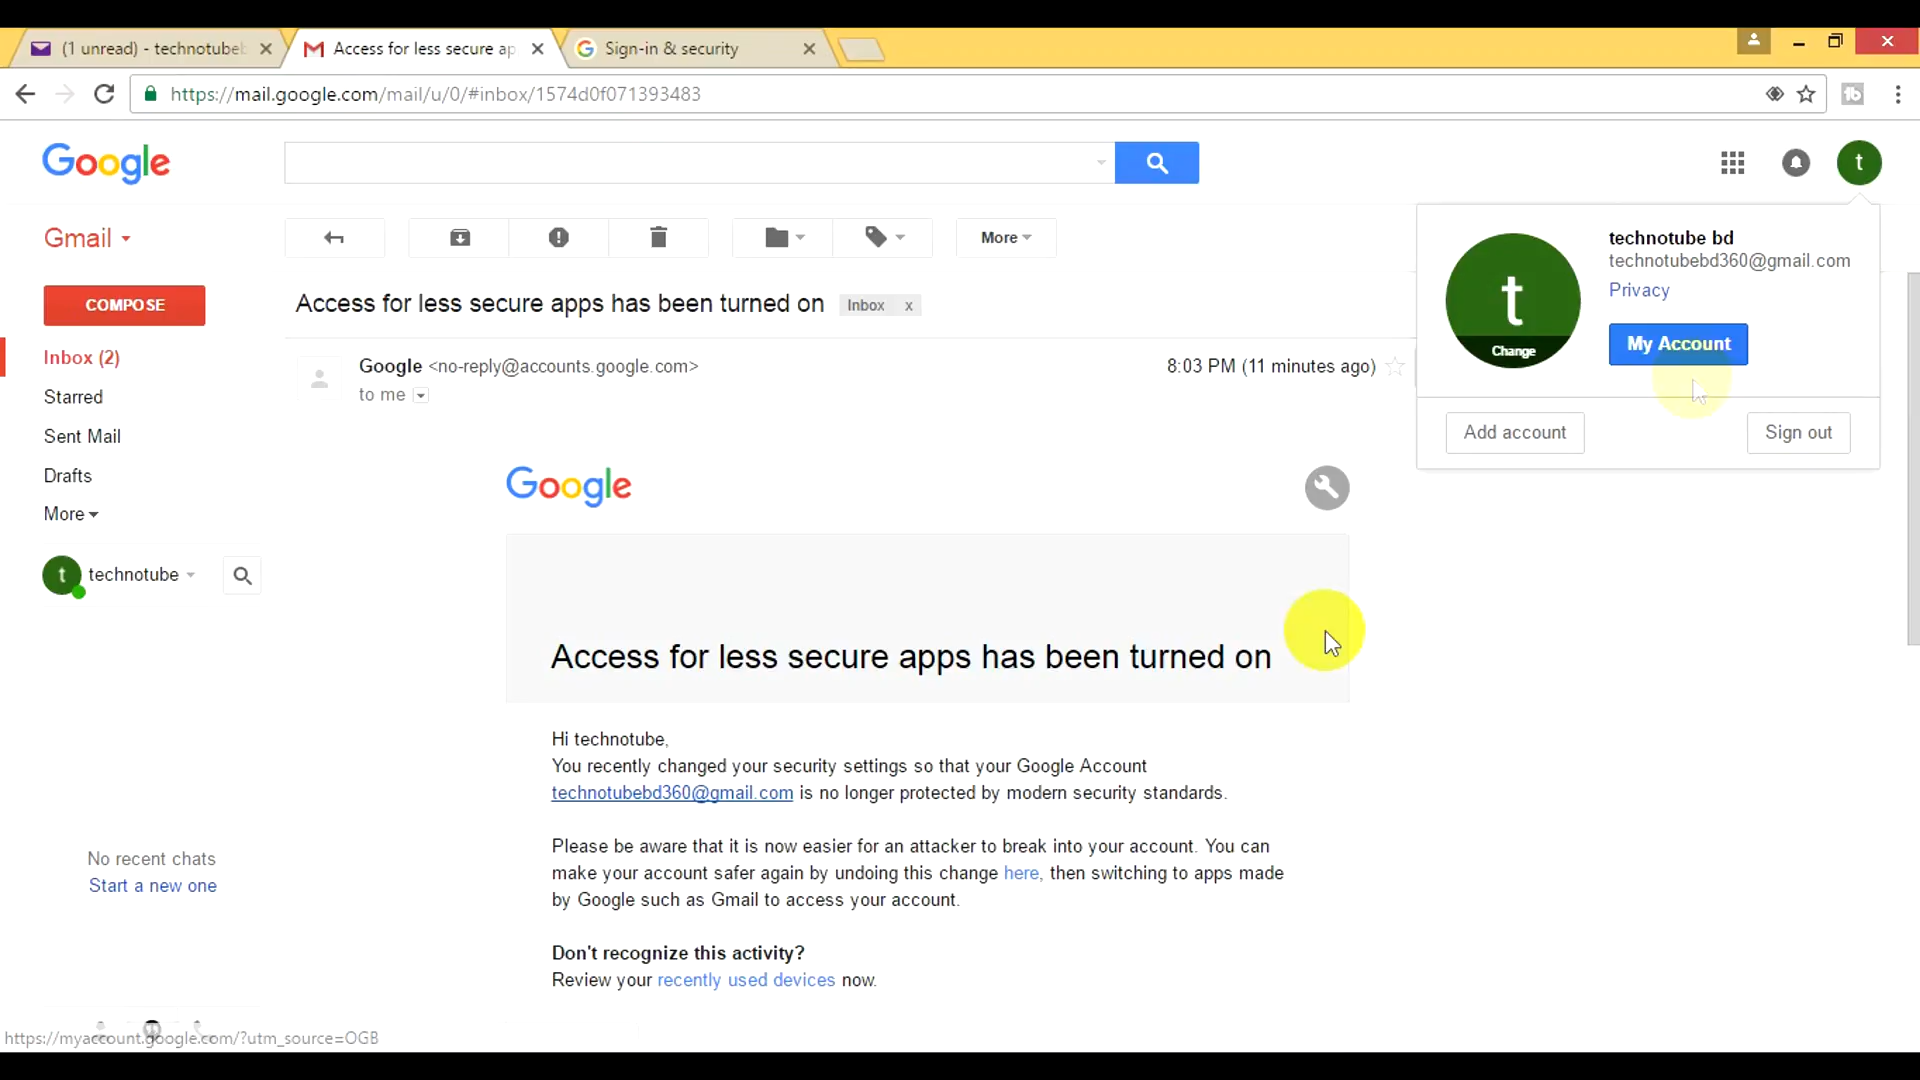 (1 unread) - technotubeb
Access for less secure ap
Sign-in & security
https://mail.google.com/mail/u/0/#inbox/1574d0f071393483
Google
technotube bd
technotubebd360@gmail.com
Privacy
t
Change
My Account
Add account
Sign out
Gmail
More
COMPOSE
Access for less secure apps has been turned on
Inbox x
Inbox (2)
Google <no-reply@accounts.google.com>
8:03 PM (11 minutes ago)
to me
Starred
Sent Mail
Drafts
More
t technotube
Google
Access for less secure apps has been turned on
Hi technotube,
You recently changed your security settings so that your Google Account
technotubebd360@gmail.com is no longer protected by modern security standards.
Please be aware that it is now easier for an attacker to break into your account. You can
make your account safer again by undoing this change here, then switching to apps made
by Google such as Gmail to access your account.
No recent chats
Start a new one
Don't recognize this activity?
Review your recently used devices now.
https://myaccount.google.com/?utm_source=OGB